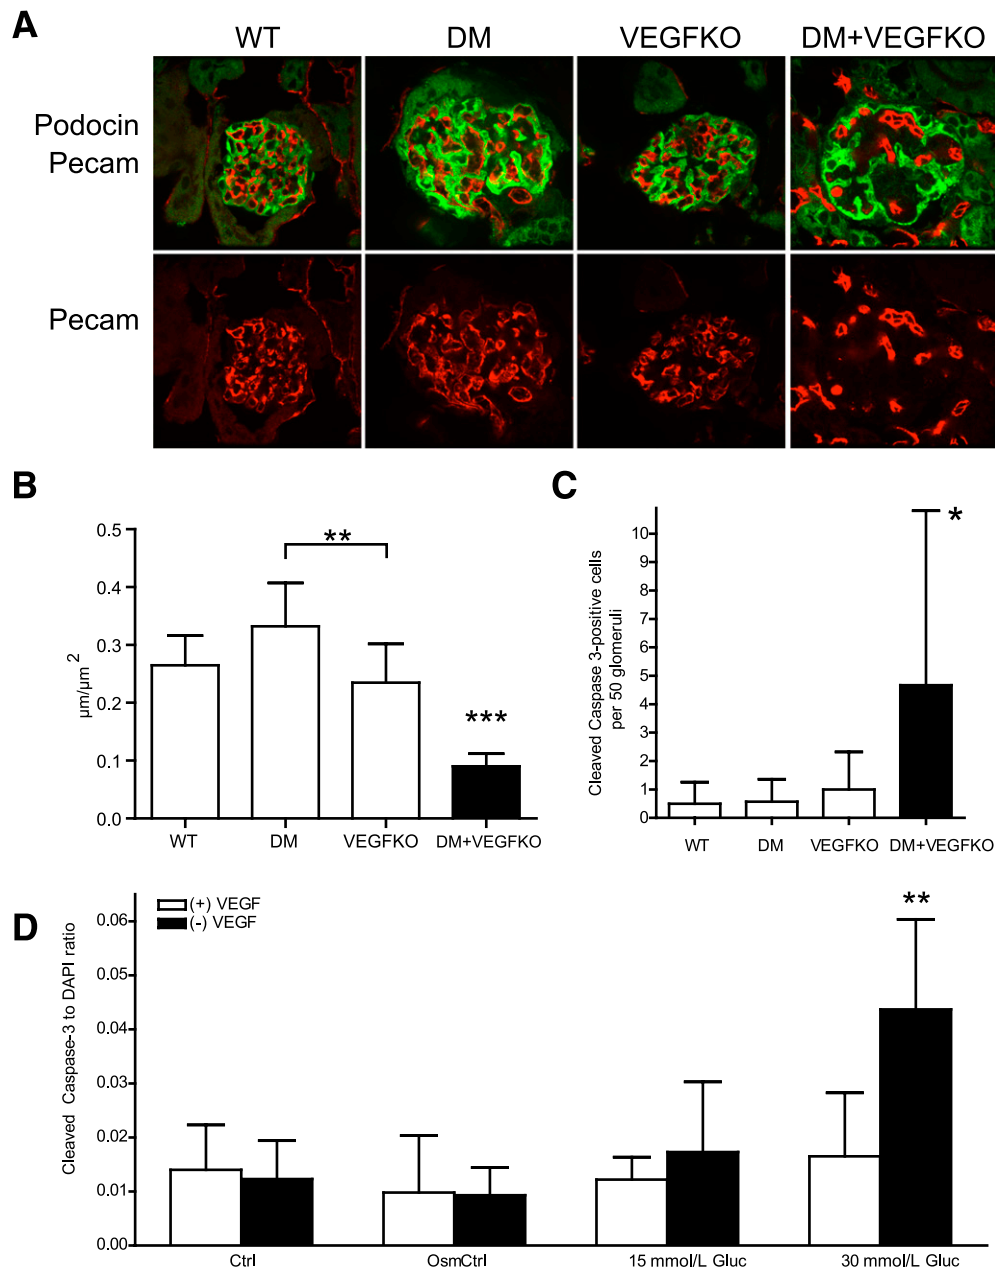 A
WT DM VEGFKO DM+VEGFKO
Podocin
Pecam
Pecam
B
0.5
0.4
0.3
0.2
0.1
0.0
µm/µm 2
**
***
WT DM VEGFKO DM+VEGFKO
C
10
9
8
7
6
5
4
3
2
1
0
Cleaved Caspase 3-positive cells
per 50 glomeruli
*
WT DM VEGFKO DM+VEGFKO
D
(+) VEGF
(-) VEGF
0.06
0.05
0.04
0.03
0.02
0.01
0.00
Cleaved Caspase-3 to DAPI ratio
**
Ctrl OsmCtrl 15 mmol/L Gluc 30 mmol/L Gluc